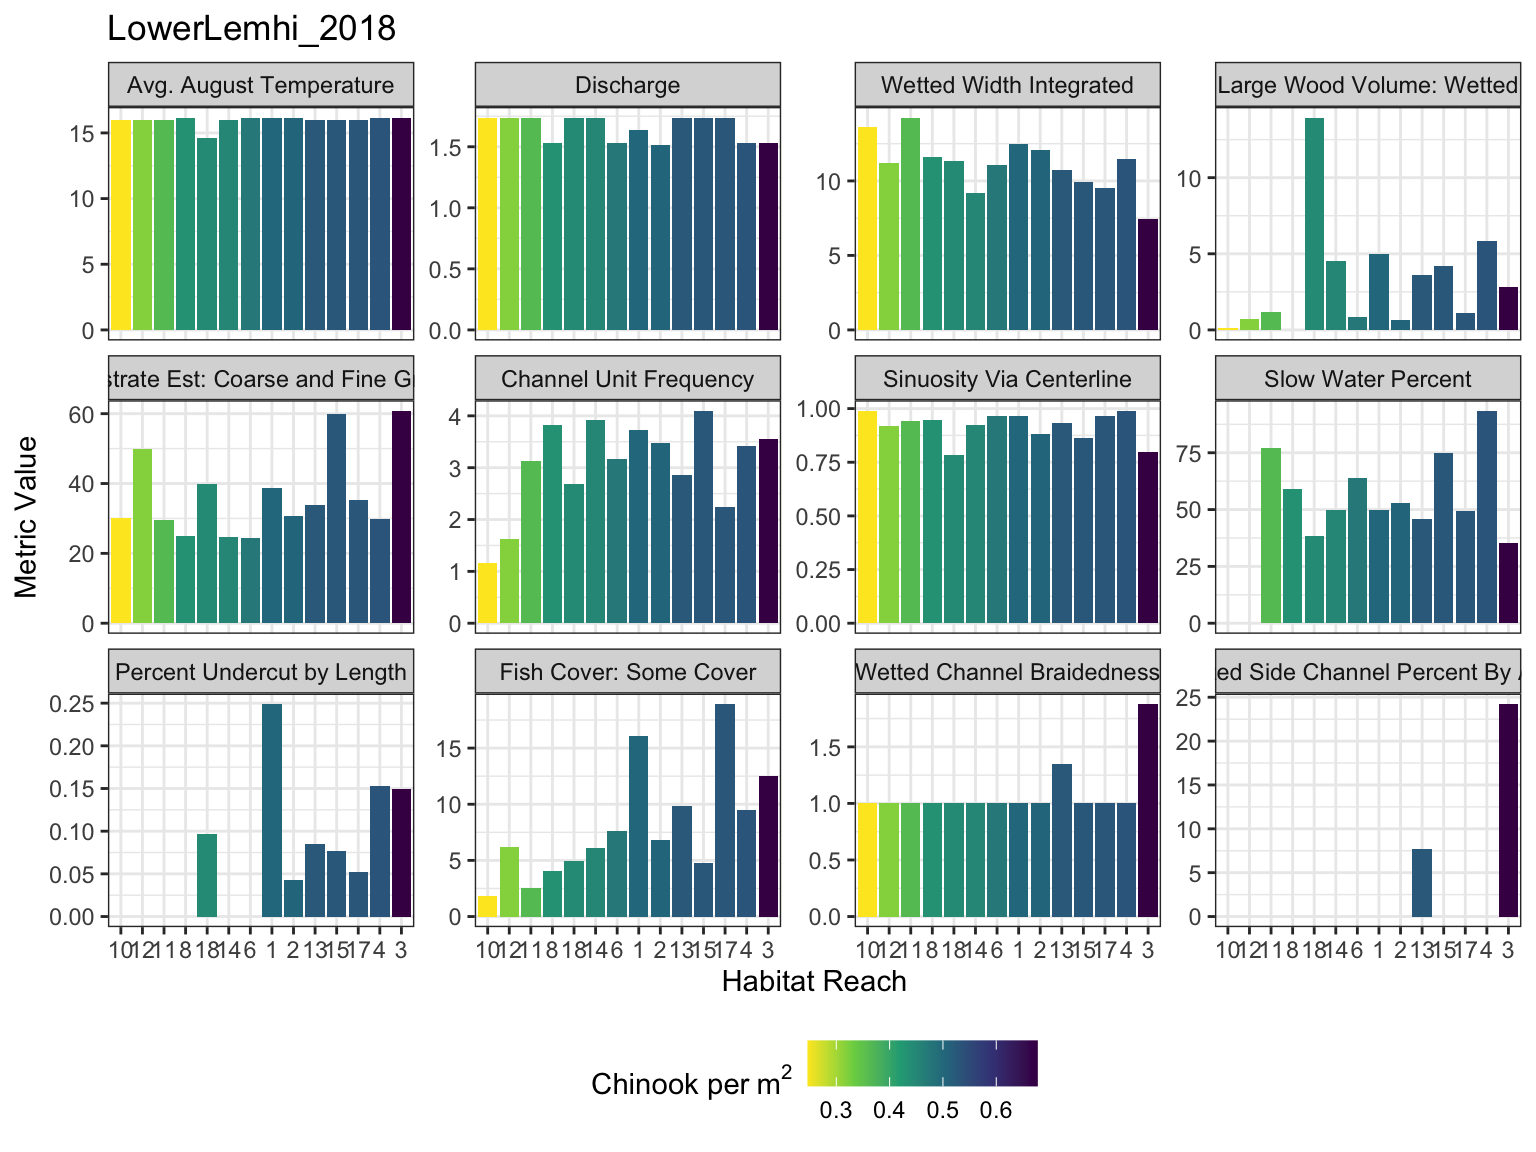 LowerLemhi_2018
Avg. August Temperature
Discharge
Wetted Width Integrated
Large Wood Volume: Wetted
15
10
5
0
1.5
1.0
0.5
0.0
10
5
0
10
5
0
strate Est: Coarse and Fine G
Channel Unit Frequency
Sinuosity Via Centerline
Slow Water Percent
60
40
20
0
4
3
2
1
0
1.00
0.75
0.50
0.25
0.00
75
50
25
0
Percent Undercut by Length
Fish Cover: Some Cover
Wetted Channel Braidedness
ed Side Channel Percent By
0.25
0.20
0.15
0.10
0.05
0.00
15
10
5
0
1.5
1.0
0.5
0.0
25
20
15
10
5
0
10 12 11 8 18 14 6 1 2 13 15 17 4 3
10 12 11 8 18 14 6 1 2 13 15 17 4 3
10 12 11 8 18 14 6 1 2 13 15 17 4 3
10 12 11 8 18 14 6 1 2 13 15 17 4 3
Metric Value
Habitat Reach
Chinook per m²
0.3 0.4 0.5 0.6